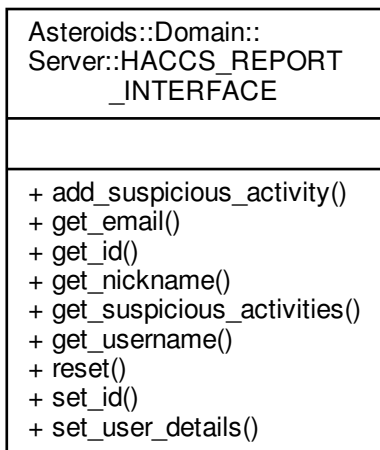 Asteroids::Domain::
Server::HACCS_REPORT
_INTERFACE
+ add_suspicious_activity()
+ get_email()
+ get_id()
+ get_nickname()
+ get_suspicious_activities()
+ get_username()
+ reset()
+ set_id()
+ set_user_details()